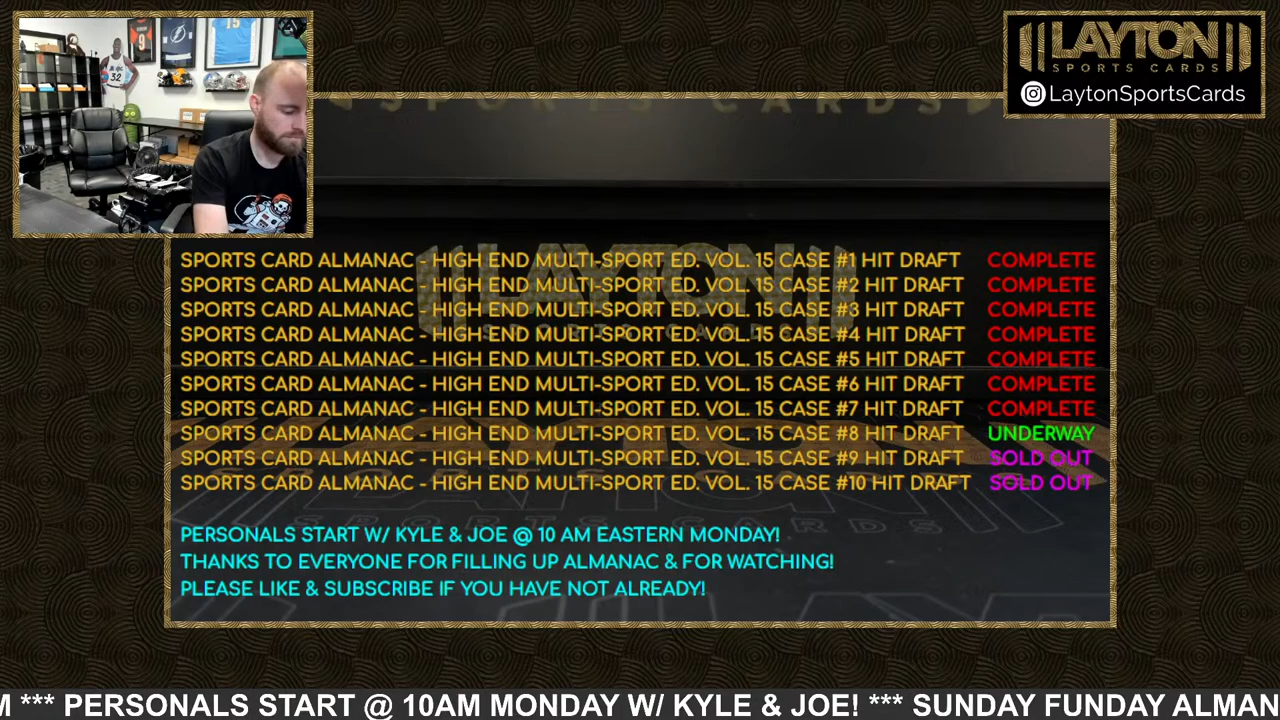 LAYTON
SPORTS CARDS
LaytonSportsCards
SPORTS CARDS
SPORTS CARD ALMANAC - HIGH END MULTI-SPORT ED. VOL. 15 CASE #1 HIT DRAFT COMPLETE
SPORTS CARD ALMANAC - HIGH END MULTI-SPORT ED. VOL. 15 CASE #2 HIT DRAFT COMPLETE
SPORTS CARD ALMANAC - HIGH END MULTI-SPORT ED. VOL. 15 CASE #3 HIT DRAFT COMPLETE
SPORTS CARD ALMANAC - HIGH END MULTI-SPORT ED. VOL. 15 CASE #4 HIT DRAFT COMPLETE
SPORTS CARD ALMANAC - HIGH END MULTI-SPORT ED. VOL. 15 CASE #5 HIT DRAFT COMPLETE
SPORTS CARD ALMANAC - HIGH END MULTI-SPORT ED. VOL. 15 CASE #6 HIT DRAFT COMPLETE
SPORTS CARD ALMANAC - HIGH END MULTI-SPORT ED. VOL. 15 CASE #7 HIT DRAFT COMPLETE
SPORTS CARD ALMANAC - HIGH END MULTI-SPORT ED. VOL. 15 CASE #8 HIT DRAFT UNDERWAY
SPORTS CARD ALMANAC - HIGH END MULTI-SPORT ED. VOL. 15 CASE #9 HIT DRAFT SOLD OUT
SPORTS CARD ALMANAC - HIGH END MULTI-SPORT ED. VOL. 15 CASE #10 HIT DRAFT SOLD OUT
PERSONALS START W/ KYLE & JOE @ 10 AM EASTERN MONDAY!
THANKS TO EVERYONE FOR FILLING UP ALMANAC & FOR WATCHING!
PLEASE LIKE & SUBSCRIBE IF YOU HAVE NOT ALREADY!
M *** PERSONALS START @ 10AM MONDAY W/ KYLE & JOE! *** SUNDAY FUNDAY ALMAN